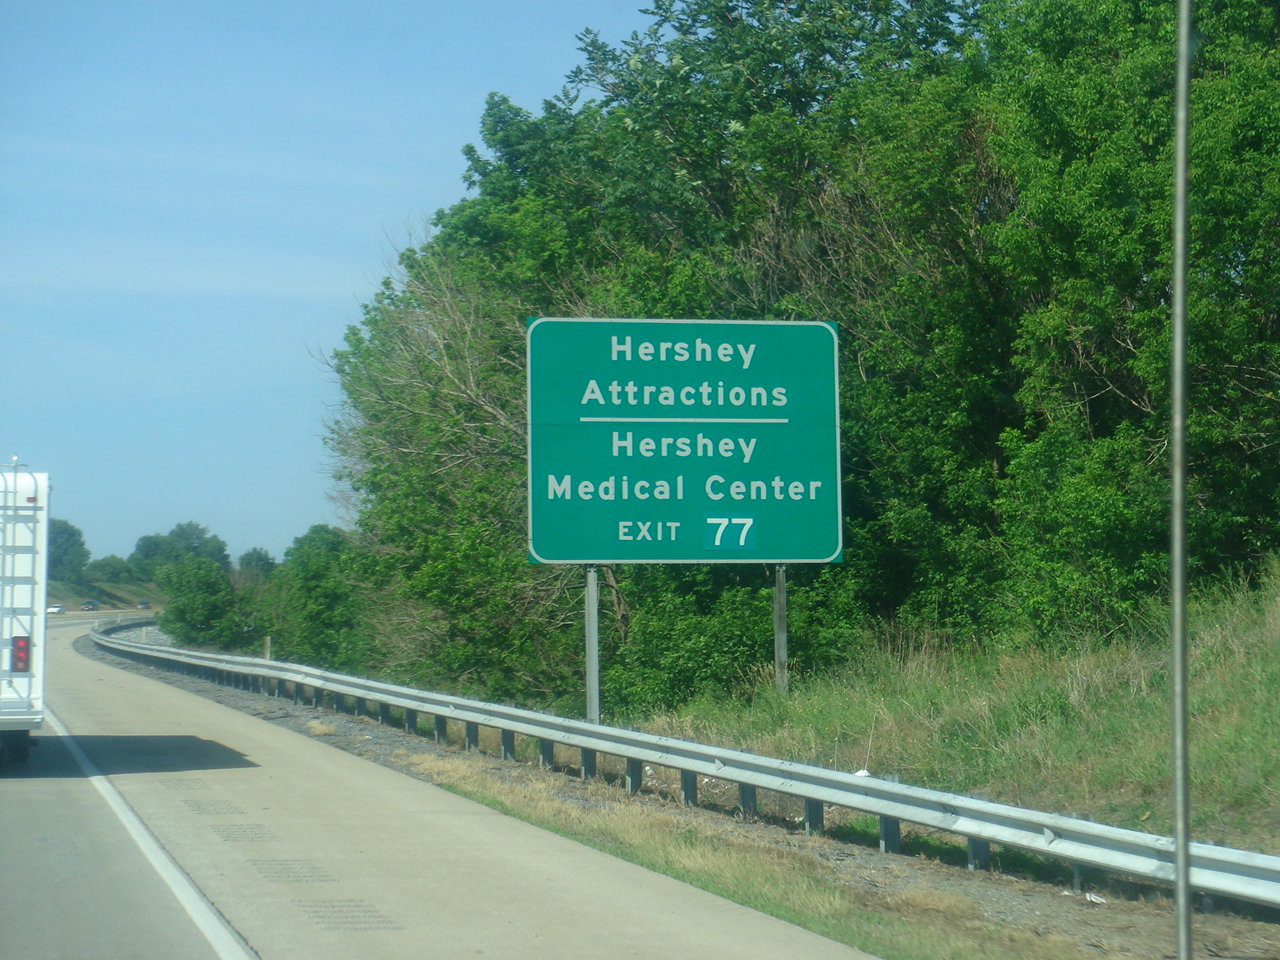 Hershey
Attractions
Hershey
Medical Center
EXIT 77